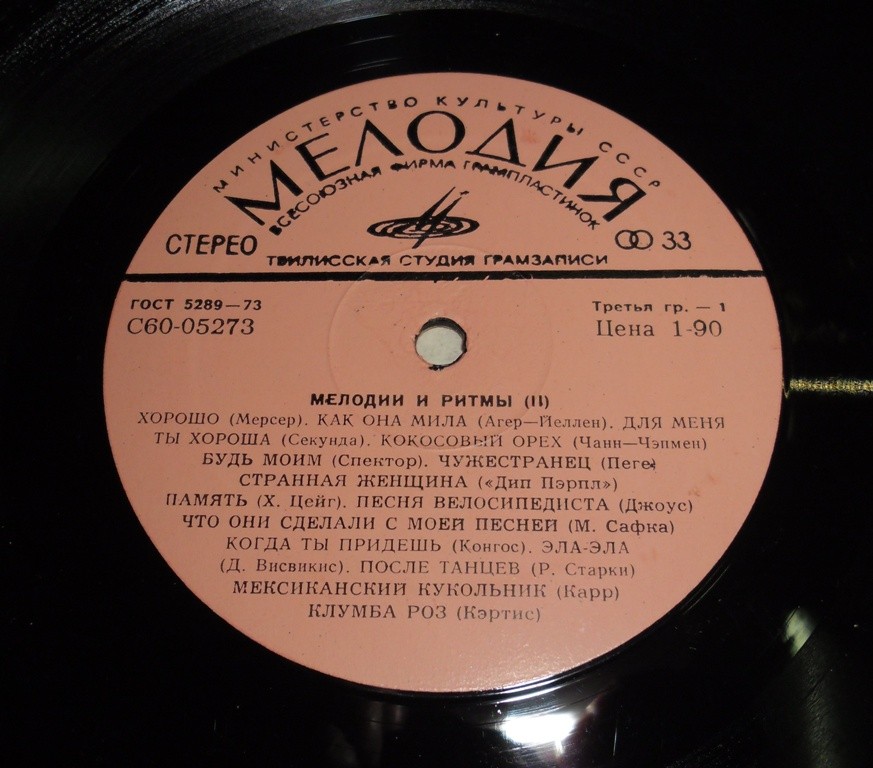 МИНИСТЕРСТВО КУЛЬТУРЫ СССР
МЕЛОДИЯ
ВСЕСОЮЗНАЯ ФИРМА ГРАМПЛАСТИНОК
СТЕРЕО
33
ТБИЛИССКАЯ СТУДИЯ ГРАМЗАПИСИ
ГОСТ 5289—73
Третья гр. — 1
С60-05273
Цена 1-90
МЕЛОДИИ И РИТМЫ (II)
ХОРОШО (Мерсер). КАК ОНА МИЛА (Агер—Йеллен). ДЛЯ МЕНЯ
ТЫ ХОРОША (Секунда). КОКОСОВЫЙ ОРЕХ (Чанн—Чэпмен)
БУДЬ МОИМ (Спектор). ЧУЖЕСТРАНЕЦ (Пеге)
СТРАННАЯ ЖЕНЩИНА («Дип Пэрпл»)
ПАМЯТЬ (Х. Цейг). ПЕСНЯ ВЕЛОСИПЕДИСТА (Джоус)
ЧТО ОНИ СДЕЛАЛИ С МОЕЙ ПЕСНЕЙ (М. Сафка)
КОГДА ТЫ ПРИДЕШЬ (Конгос). ЭЛА-ЭЛА
(Д. Висвикис). ПОСЛЕ ТАНЦЕВ (Р. Старки)
МЕКСИКАНСКИЙ КУКОЛЬНИК (Карр)
КЛУМБА РОЗ (Кэртис)